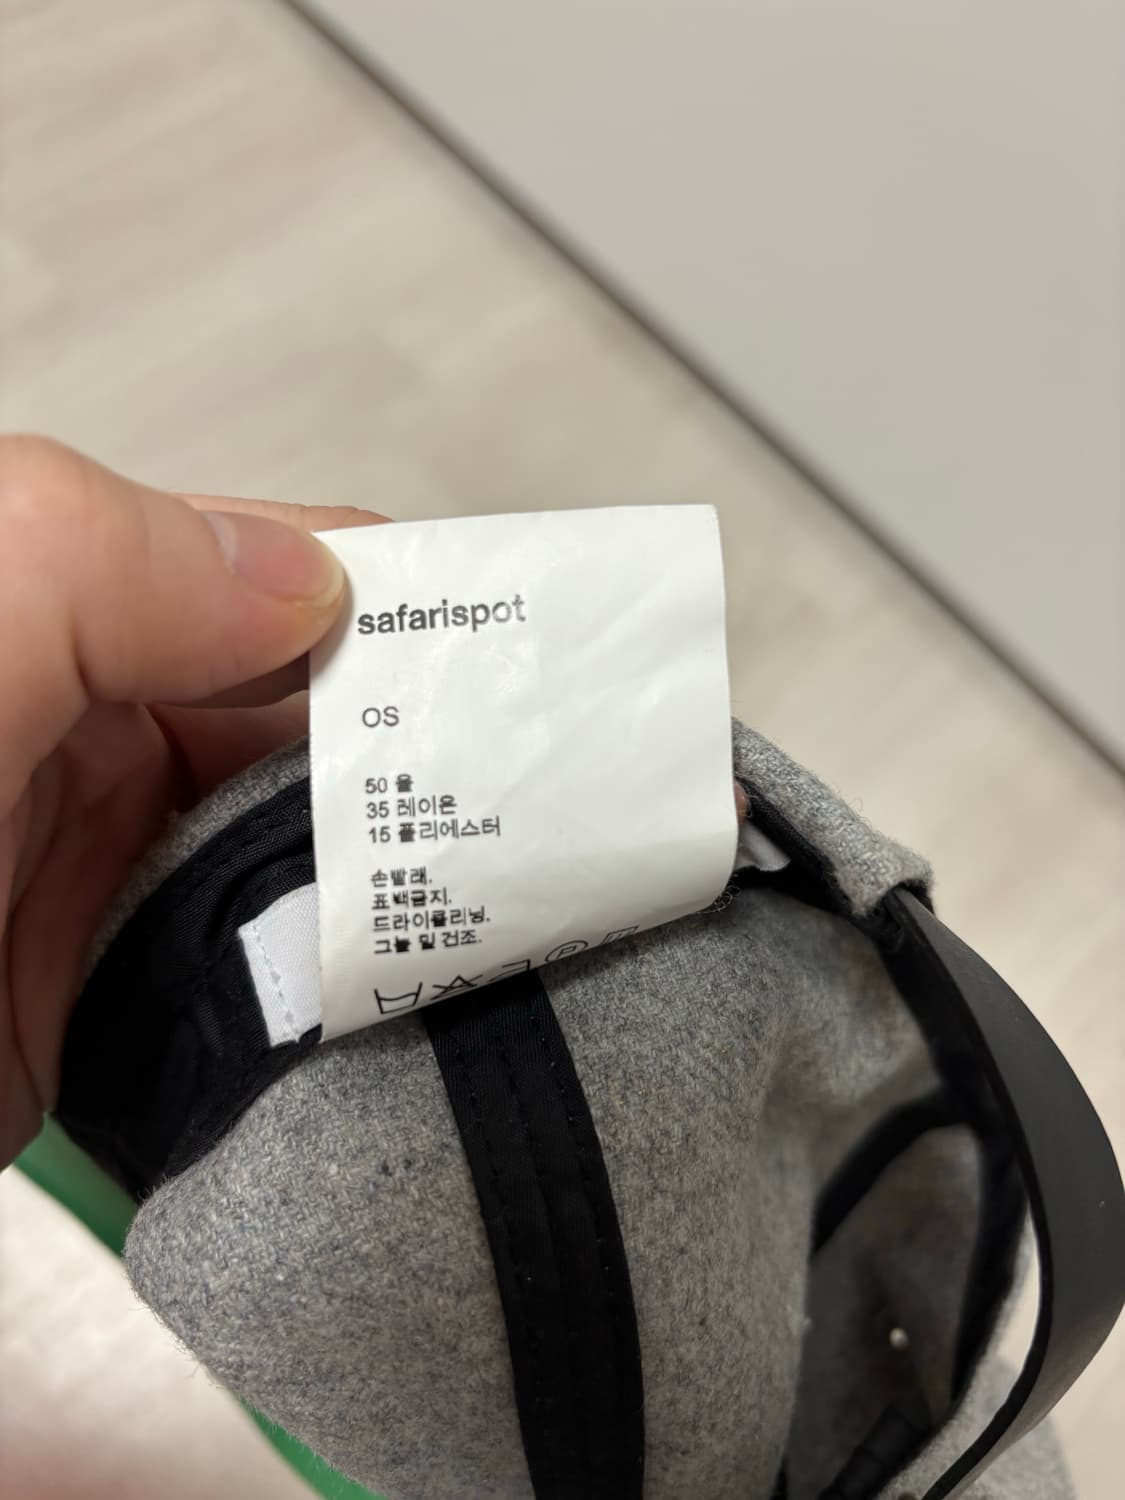 safarispot
OS
50 울
35 레이온
15 폴리에스터
손빨래.
표백금지.
드라이클리닝.
그늘 밑 건조.